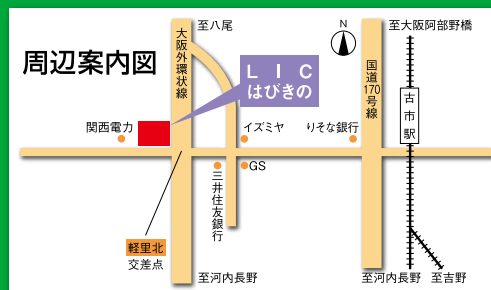 周辺案内図
至八尾
N
至大阪阿部野橋
大阪外環状線
LIC
はびきの
国道170号線
古市駅
関西電力
イズミヤ
りそな銀行
三井住友銀行
GS
軽里北
交差点
至河内長野
至河内長野
至吉野